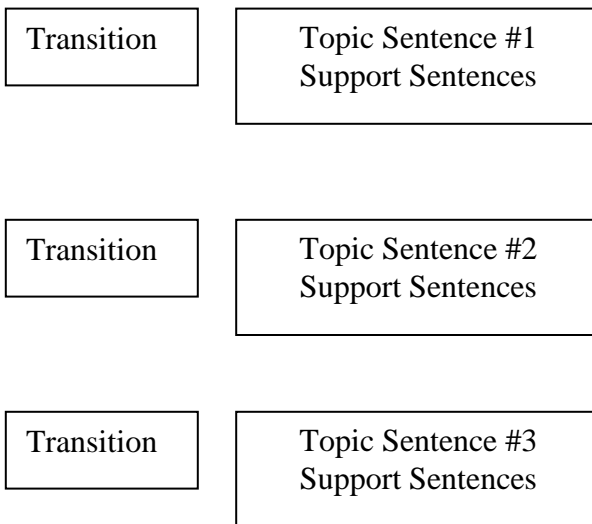 Transition
Topic Sentence #1
Support Sentences
Transition
Topic Sentence #2
Support Sentences
Transition
Topic Sentence #3
Support Sentences